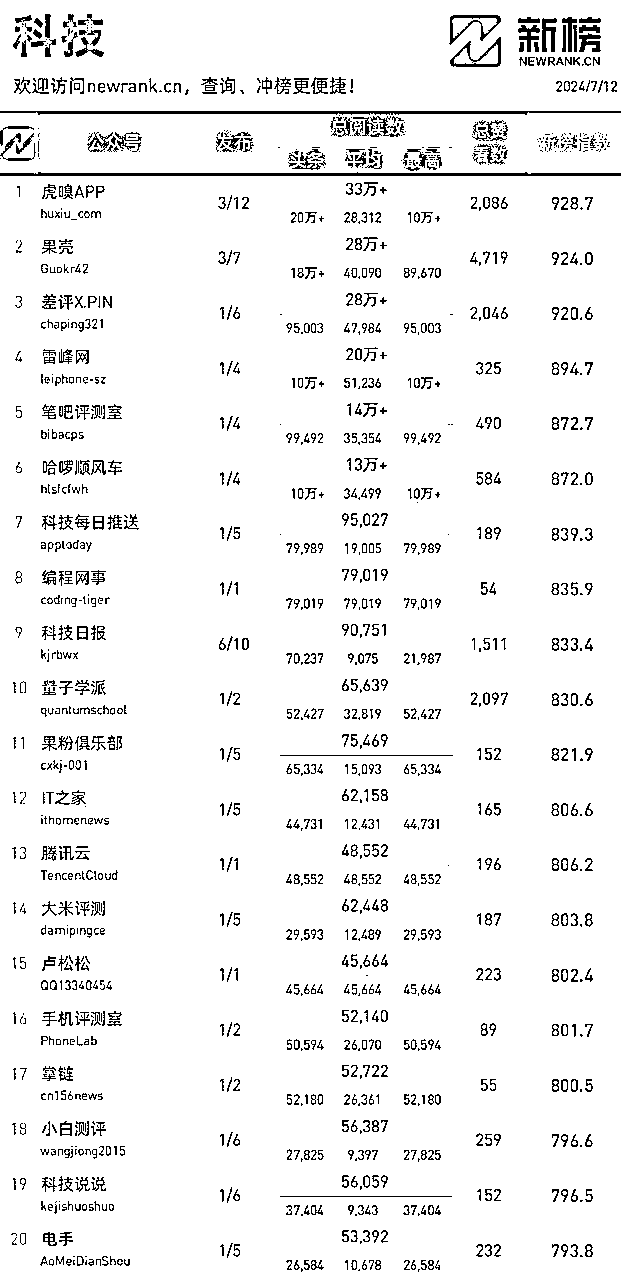 科技
新榜
NEWRANK.CN
欢迎访问newrank.cn，查询、冲榜更便捷！
2024/7/12
公众号 发布 总阅读数 总赞看数 新榜指数
头条 平均 最高
1 虎嗅APP huxiu_com 3/12 33万+ 20万+ 28,312 10万+ 2,086 928.7
2 果壳 Guokr42 3/7 28万+ 18万+ 40,090 89,670 4,719 924.0
3 差评X.PIN chaping321 1/6 28万+ 95,003 47,984 95,003 2,046 920.6
4 雷峰网 leiphone-sz 1/4 20万+ 10万+ 51,236 10万+ 325 894.7
5 笔吧评测室 bibacps 1/4 14万+ 99,492 35,354 99,492 490 872.7
6 哈啰顺风车 hlsfcfwh 1/4 13万+ 10万+ 34,499 10万+ 584 872.0
7 科技每日推送 apptoday 1/5 95,027 79,989 19,005 79,989 189 839.3
8 编程网事 coding-tiger 1/1 79,019 79,019 79,019 79,019 54 835.9
9 科技日报 kjrbwx 6/10 90,751 70,237 9,075 21,987 1,511 833.4
10 量子学派 quantumschool 1/2 65,639 52,427 32,819 52,427 2,097 830.6
11 果粉俱乐部 cxkj-001 1/5 75,469 65,334 15,093 65,334 152 821.9
12 IT之家 ithomenews 1/5 62,158 44,731 12,431 44,731 165 806.6
13 腾讯云 TencentCloud 1/1 48,552 48,552 48,552 48,552 196 806.2
14 大米评测 damipingce 1/5 62,448 29,593 12,489 29,593 187 803.8
15 卢松松 QQ13340454 1/1 45,664 45,664 45,664 45,664 223 802.4
16 手机评测室 PhoneLab 1/2 52,140 50,594 26,070 50,594 89 801.7
17 掌链 cn156news 1/2 52,722 52,180 26,361 52,180 55 800.5
18 小白测评 wangjiong2015 1/6 56,387 27,825 9,397 27,825 259 796.6
19 科技说说 kejishuoshuo 1/6 56,059 37,404 9,343 37,404 152 796.5
20 电手 AoMeiDianShou 1/5 53,392 26,584 10,678 26,584 232 793.8